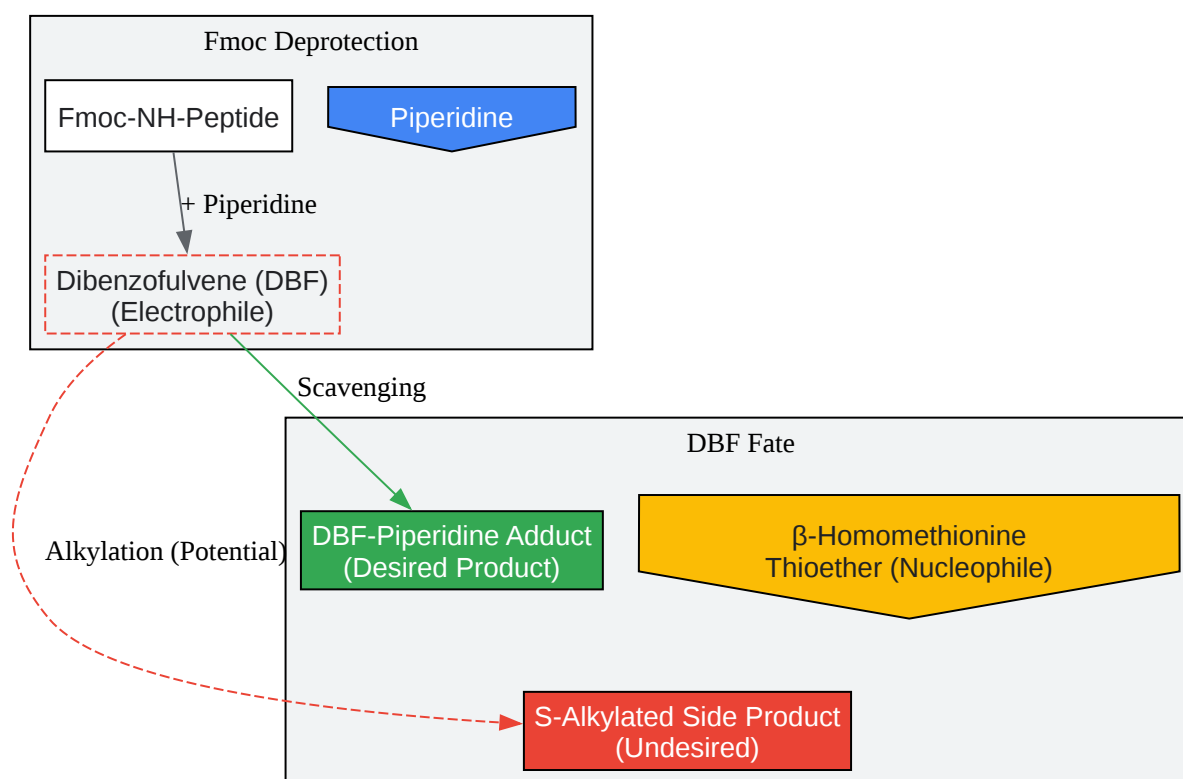 Fmoc Deprotection
Fmoc-NH-Peptide
Piperidine
+ Piperidine
Dibenzofulvene (DBF)
(Electrophile)
Scavenging
DBF Fate
DBF-Piperidine Adduct
(Desired Product)
β-Homomethionine
Thioether (Nucleophile)
Alkylation (Potential)
S-Alkylated Side Product
(Undesired)